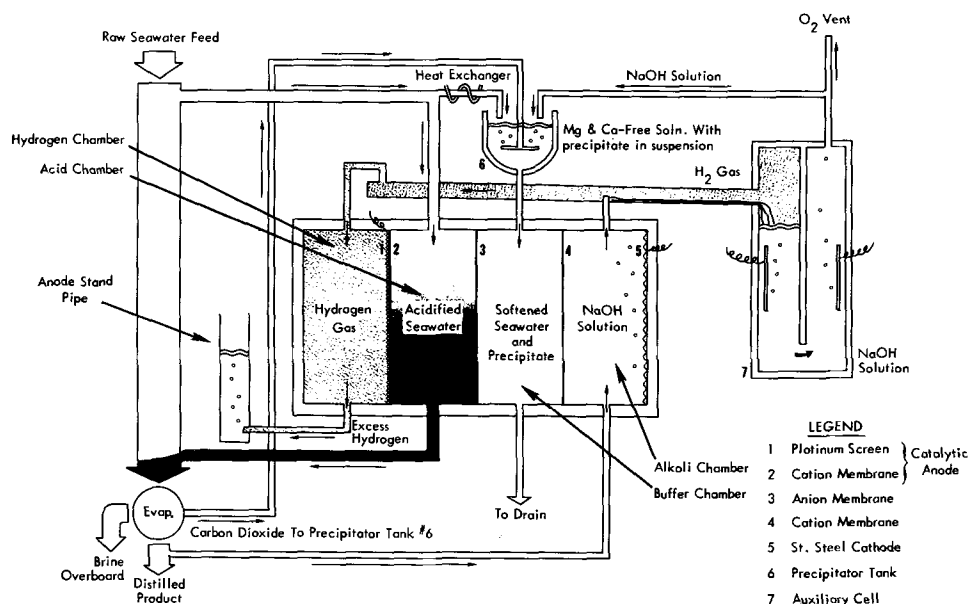 O2 Vent
Raw Seawater Feed
Heat Exchanger
NaOH Solution
Hydrogen Chamber
Acid Chamber
Mg & Ca-Free Soln. With
precipitate in suspension
6
H2 Gas
1
2
3
4
5
Anode Stand
Pipe
Hydrogen
Gas
Acidified
Seawater
Softened
Seawater
and
Precipitate
NaOH
Solution
NaOH
Solution
7
Excess
Hydrogen
Alkoli Chamber
Buffer Chamber
To Drain
Evap.
Carbon Dioxide To Precipitator Tank #6
Brine
Overboard
Distilled
Product
LEGEND
1 Platinum Screen
2 Cation Membrane
Catalytic
Anode
3 Anion Membrane
4 Cation Membrane
5 St. Steel Cathode
6 Precipitator Tank
7 Auxiliary Cell